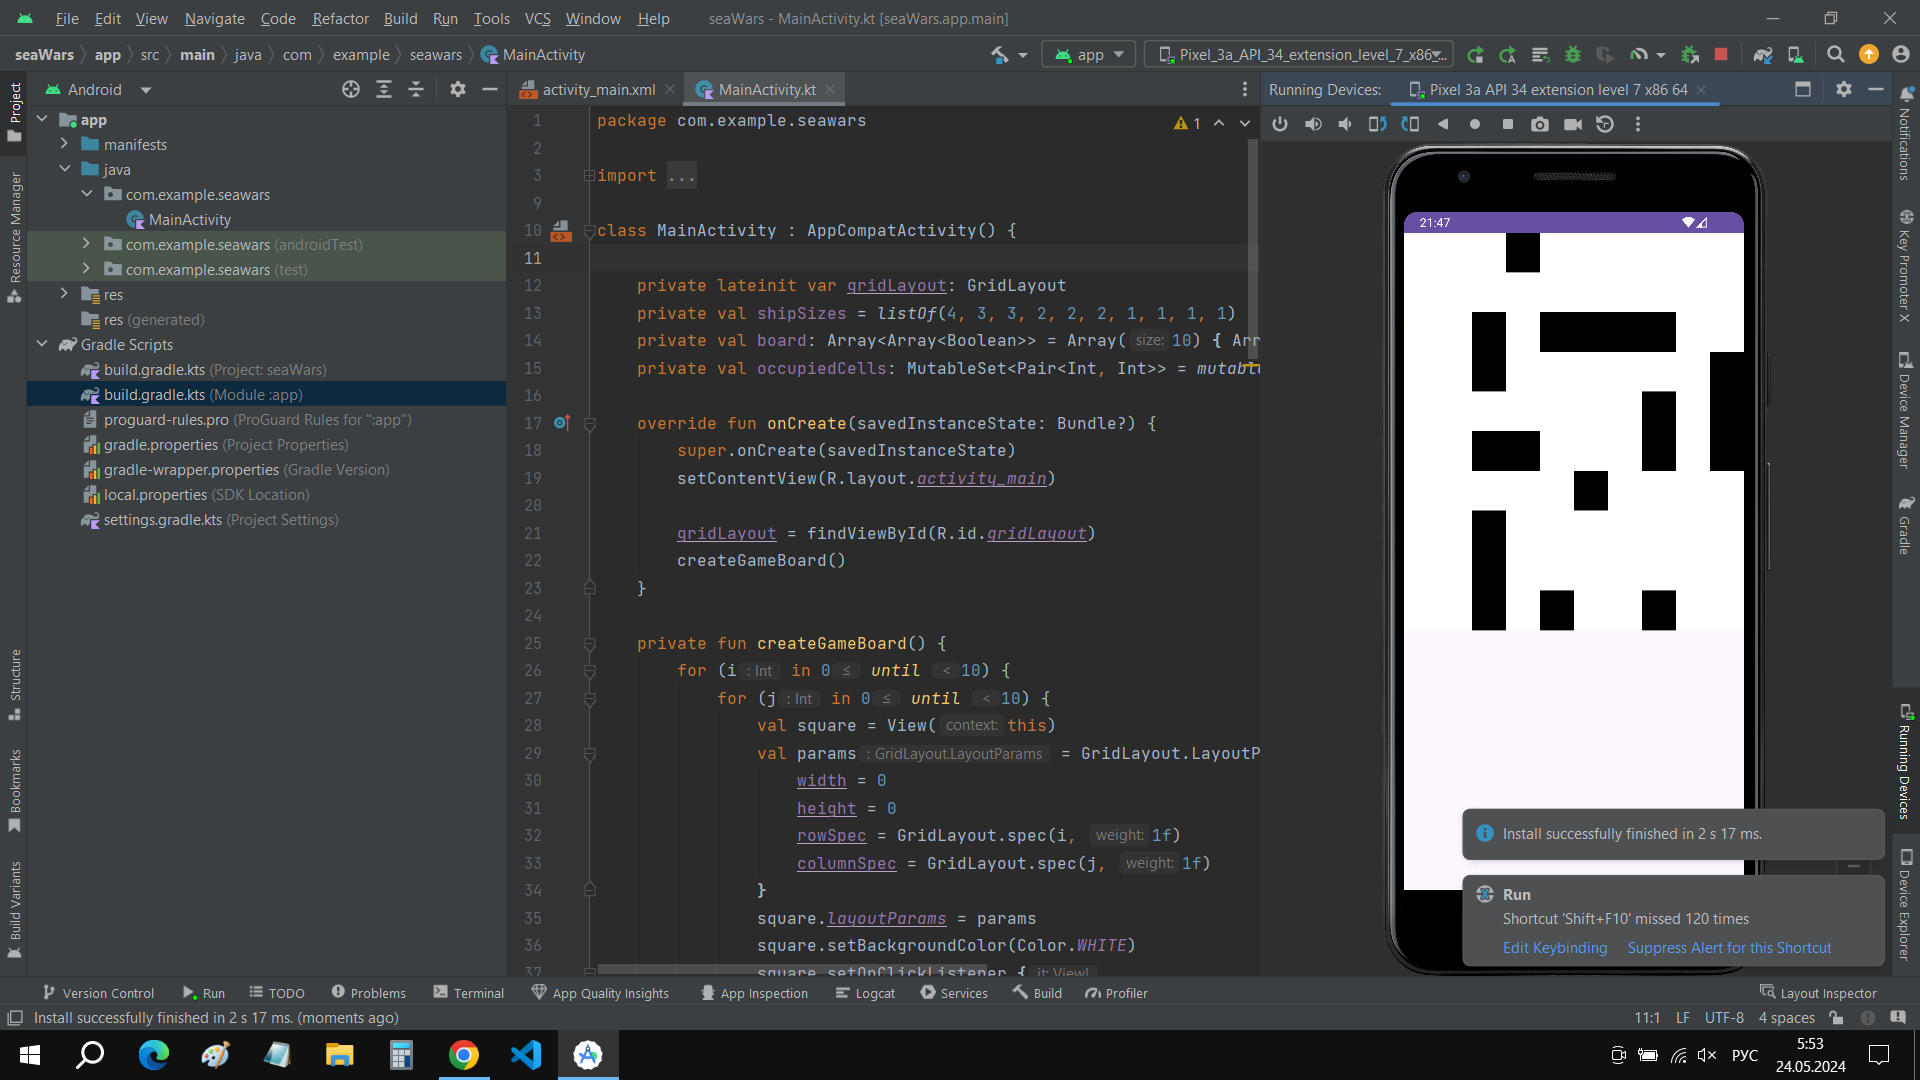 File Edit View Navigate Code Refactor Build Run Tools VCS Window Help seaWars - MainActivity.kt [seaWars.app.main]
seaWars app src main java com example seawars MainActivity
app Pixel_3a_API_34_extension_level_7_x86...
Project
Android
activity_main.xml MainActivity.kt
Running Devices: Pixel 3a API 34 extension level 7 x86 64
app
manifests
java
com.example.seawars
MainActivity
com.example.seawars (androidTest)
com.example.seawars (test)
res
res (generated)
Gradle Scripts
build.gradle.kts (Project: seaWars)
build.gradle.kts (Module :app)
proguard-rules.pro (ProGuard Rules for ":app")
gradle.properties (Project Properties)
gradle-wrapper.properties (Gradle Version)
local.properties (SDK Location)
settings.gradle.kts (Project Settings)
Resource Manager
Structure
Bookmarks
Build Variants
1 package com.example.seawars
1
2
3 import ...
9
10 class MainActivity : AppCompatActivity() {
11
12 private lateinit var gridLayout: GridLayout
13 private val shipSizes = listOf(4, 3, 3, 2, 2, 2, 1, 1, 1, 1)
14 private val board: Array<Array<Boolean>> = Array( size: 10) { Arr
15 private val occupiedCells: MutableSet<Pair<Int, Int>> = mutabl
16
17 override fun onCreate(savedInstanceState: Bundle?) {
18 super.onCreate(savedInstanceState)
19 setContentView(R.layout.activity_main)
20
21 gridLayout = findViewById(R.id.gridLayout)
22 createGameBoard()
23 }
24
25 private fun createGameBoard() {
26 for (i : Int in 0 ≤ until < 10) {
27 for (j : Int in 0 ≤ until < 10) {
28 val square = View( context: this)
29 val params : GridLayout.LayoutParams = GridLayout.LayoutP
30 width = 0
31 height = 0
32 rowSpec = GridLayout.spec(i, weight: 1f)
33 columnSpec = GridLayout.spec(j, weight: 1f)
34 }
35 square.layoutParams = params
36 square.setBackgroundColor(Color.WHITE)
37 square.setOnClickListener { it: View!
21:47
Install successfully finished in 2 s 17 ms.
Run
Shortcut 'Shift+F10' missed 120 times
Edit Keybinding Suppress Alert for this Shortcut
Notifications
Key Promoter X
Device Manager
Gradle
Running Devices
Device Explorer
Version Control Run TODO Problems Terminal App Quality Insights App Inspection Logcat Services Build Profiler Layout Inspector
Install successfully finished in 2 s 17 ms. (moments ago) 11:1 LF UTF-8 4 spaces
РУС
5:53
24.05.2024